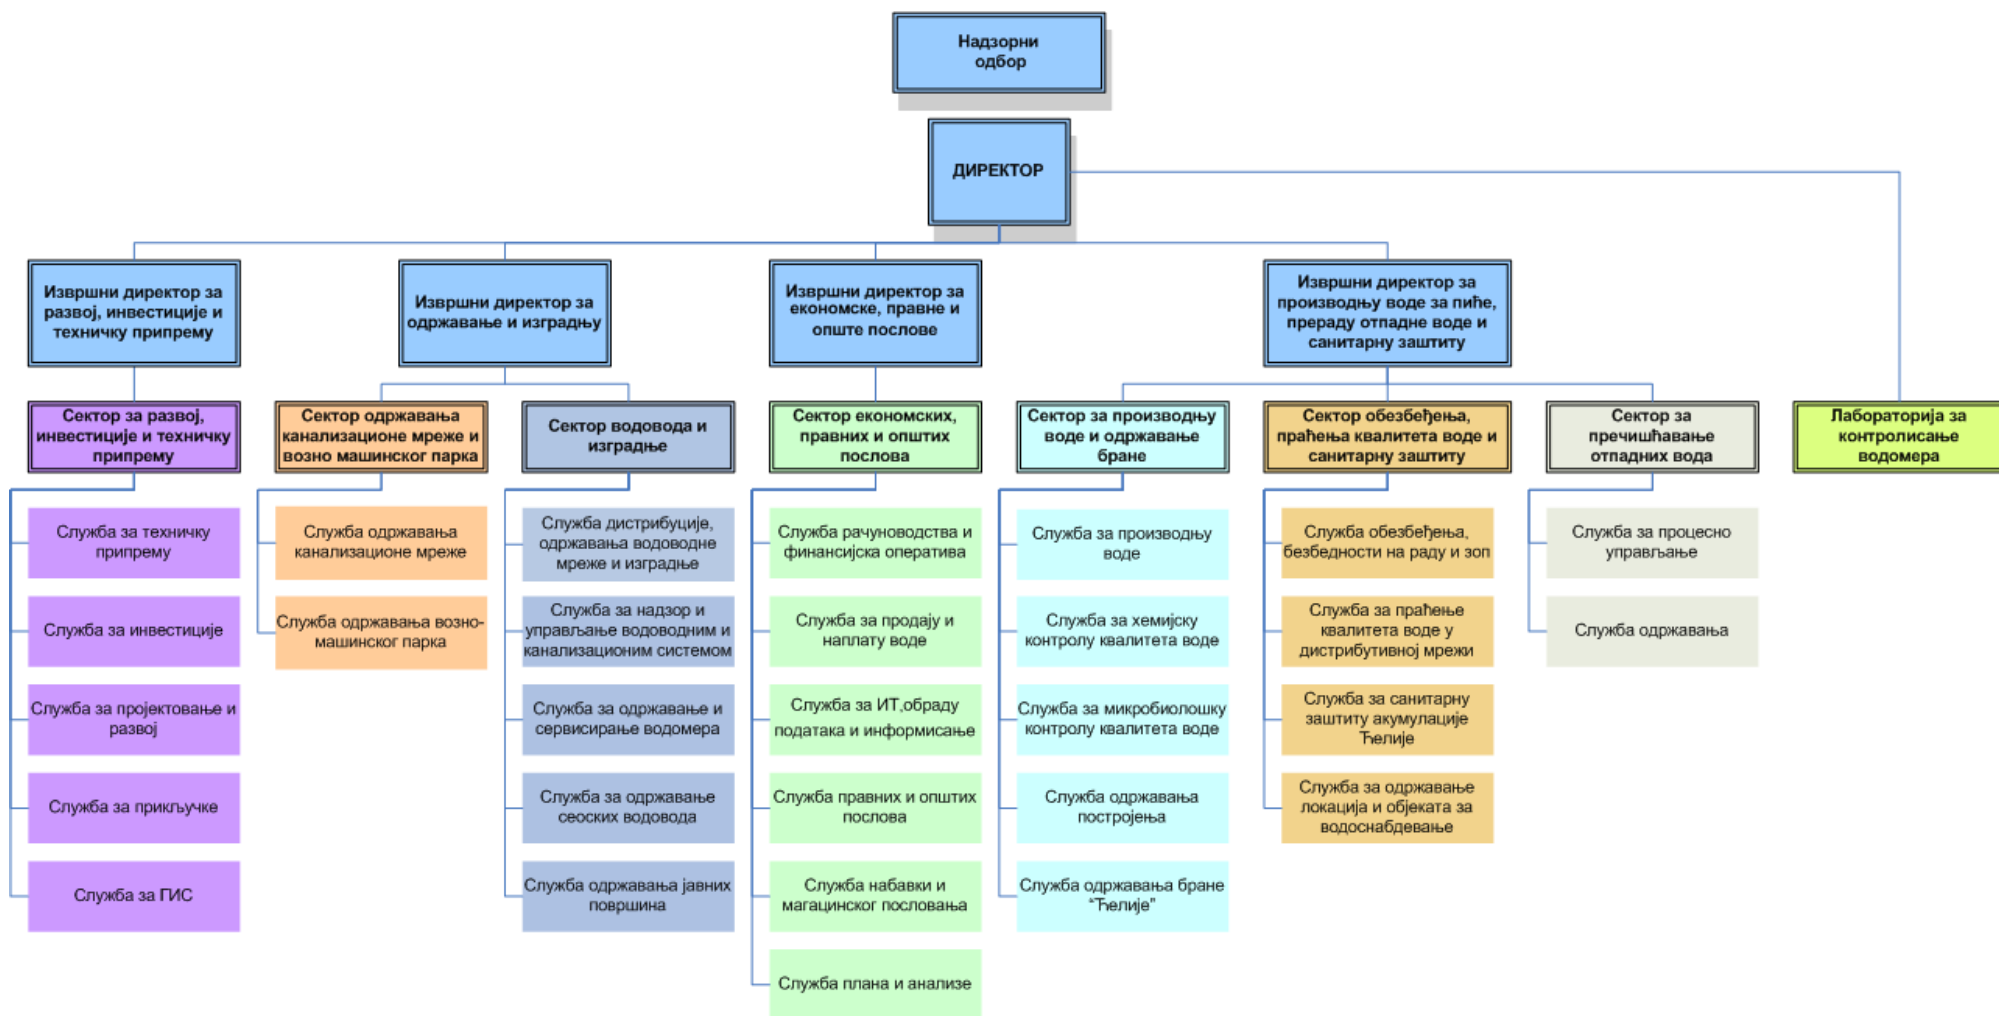 Надзорни
одбор
ДИРЕКТОР
Извршни директор за
развој, инвестиције и
техничку припрему
Извршни директор за
одржавање и изградњу
Извршни директор за
економске, правне и
опште послове
Извршни директор за
производњу воде за пиће,
прераду отпадне воде и
санитарну заштиту
Сектор за развој,
инвестиције и техничку
припрему
Сектор одржавања
канализационе мреже и
возно машинског парка
Сектор водовода и
изградње
Сектор економских,
правних и општих
послова
Сектор за производњу
воде и одржавање
бране
Сектор обезбеђења,
праћења квалитета воде и
санитарну заштиту
Сектор за
пречишћавање
отпадних вода
Лабораторија за
контролисање
водомера
Служба за техничку
припрему
Служба за инвестиције
Служба за пројектовање и
развој
Служба за прикључке
Служба за ГИС
Служба одржавања
канализационе мреже
Служба одржавања возно-
машинског парка
Служба дистрибуције,
одржавања водоводне
мреже и изградње
Служба за надзор и
управљање водоводним и
канализационим системом
Служба за одржавање и
сервисирање водомера
Служба за одржавање
сеоских водовода
Служба одржавања јавних
површина
Служба рачуноводства и
финансијска оператива
Служба за продају и
наплату воде
Служба за ИТ,обраду
података и информисање
Служба правних и општих
послова
Служба набавки и
магацинског пословања
Служба плана и анализе
Служба за производњу
воде
Служба за хемијску
контролу квалитета воде
Служба за микробиолошку
контролу квалитета воде
Служба одржавања
постројења
Служба одржавања бране
“Ћелије”
Служба обезбеђења,
безбедности на раду и зоп
Служба за праћење
квалитета воде у
дистрибутивној мрежи
Служба за санитарну
заштиту акумулације
Ћелије
Служба за одржавање
локација и објеката за
водоснабдевање
Служба за процесно
управљање
Служба одржавања